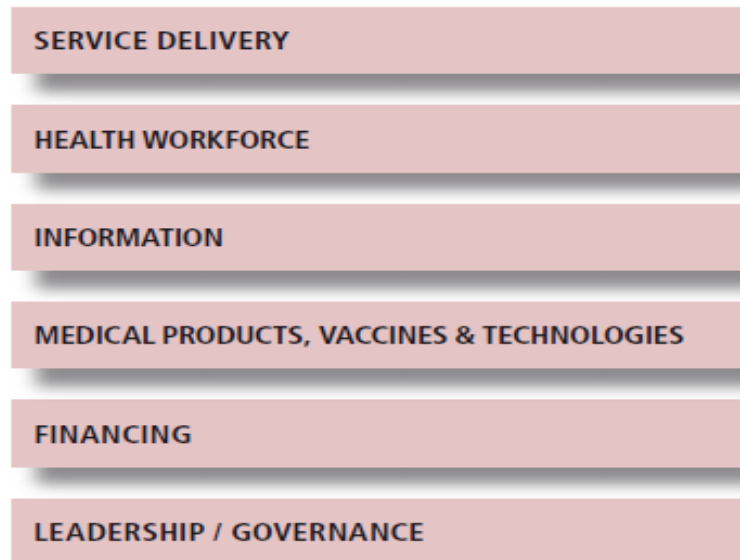 SERVICE DELIVERY
HEALTH WORKFORCE
INFORMATION
MEDICAL PRODUCTS, VACCINES & TECHNOLOGIES
FINANCING
LEADERSHIP / GOVERNANCE